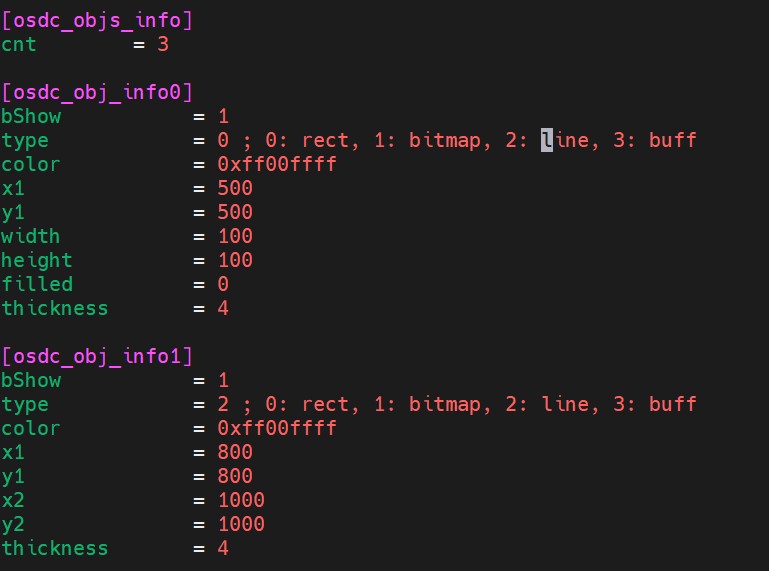 [osdc_objs_info]
cnt        = 3

[osdc_obj_info0]
bShow           = 1
type            = 0 ; 0: rect, 1: bitmap, 2: line, 3: buff
color           = 0xff00ffff
x1              = 500
y1              = 500
width           = 100
height          = 100
filled          = 0
thickness       = 4

[osdc_obj_info1]
bShow           = 1
type            = 2 ; 0: rect, 1: bitmap, 2: line, 3: buff
color           = 0xff00ffff
x1              = 800
y1              = 800
x2              = 1000
y2              = 1000
thickness       = 4